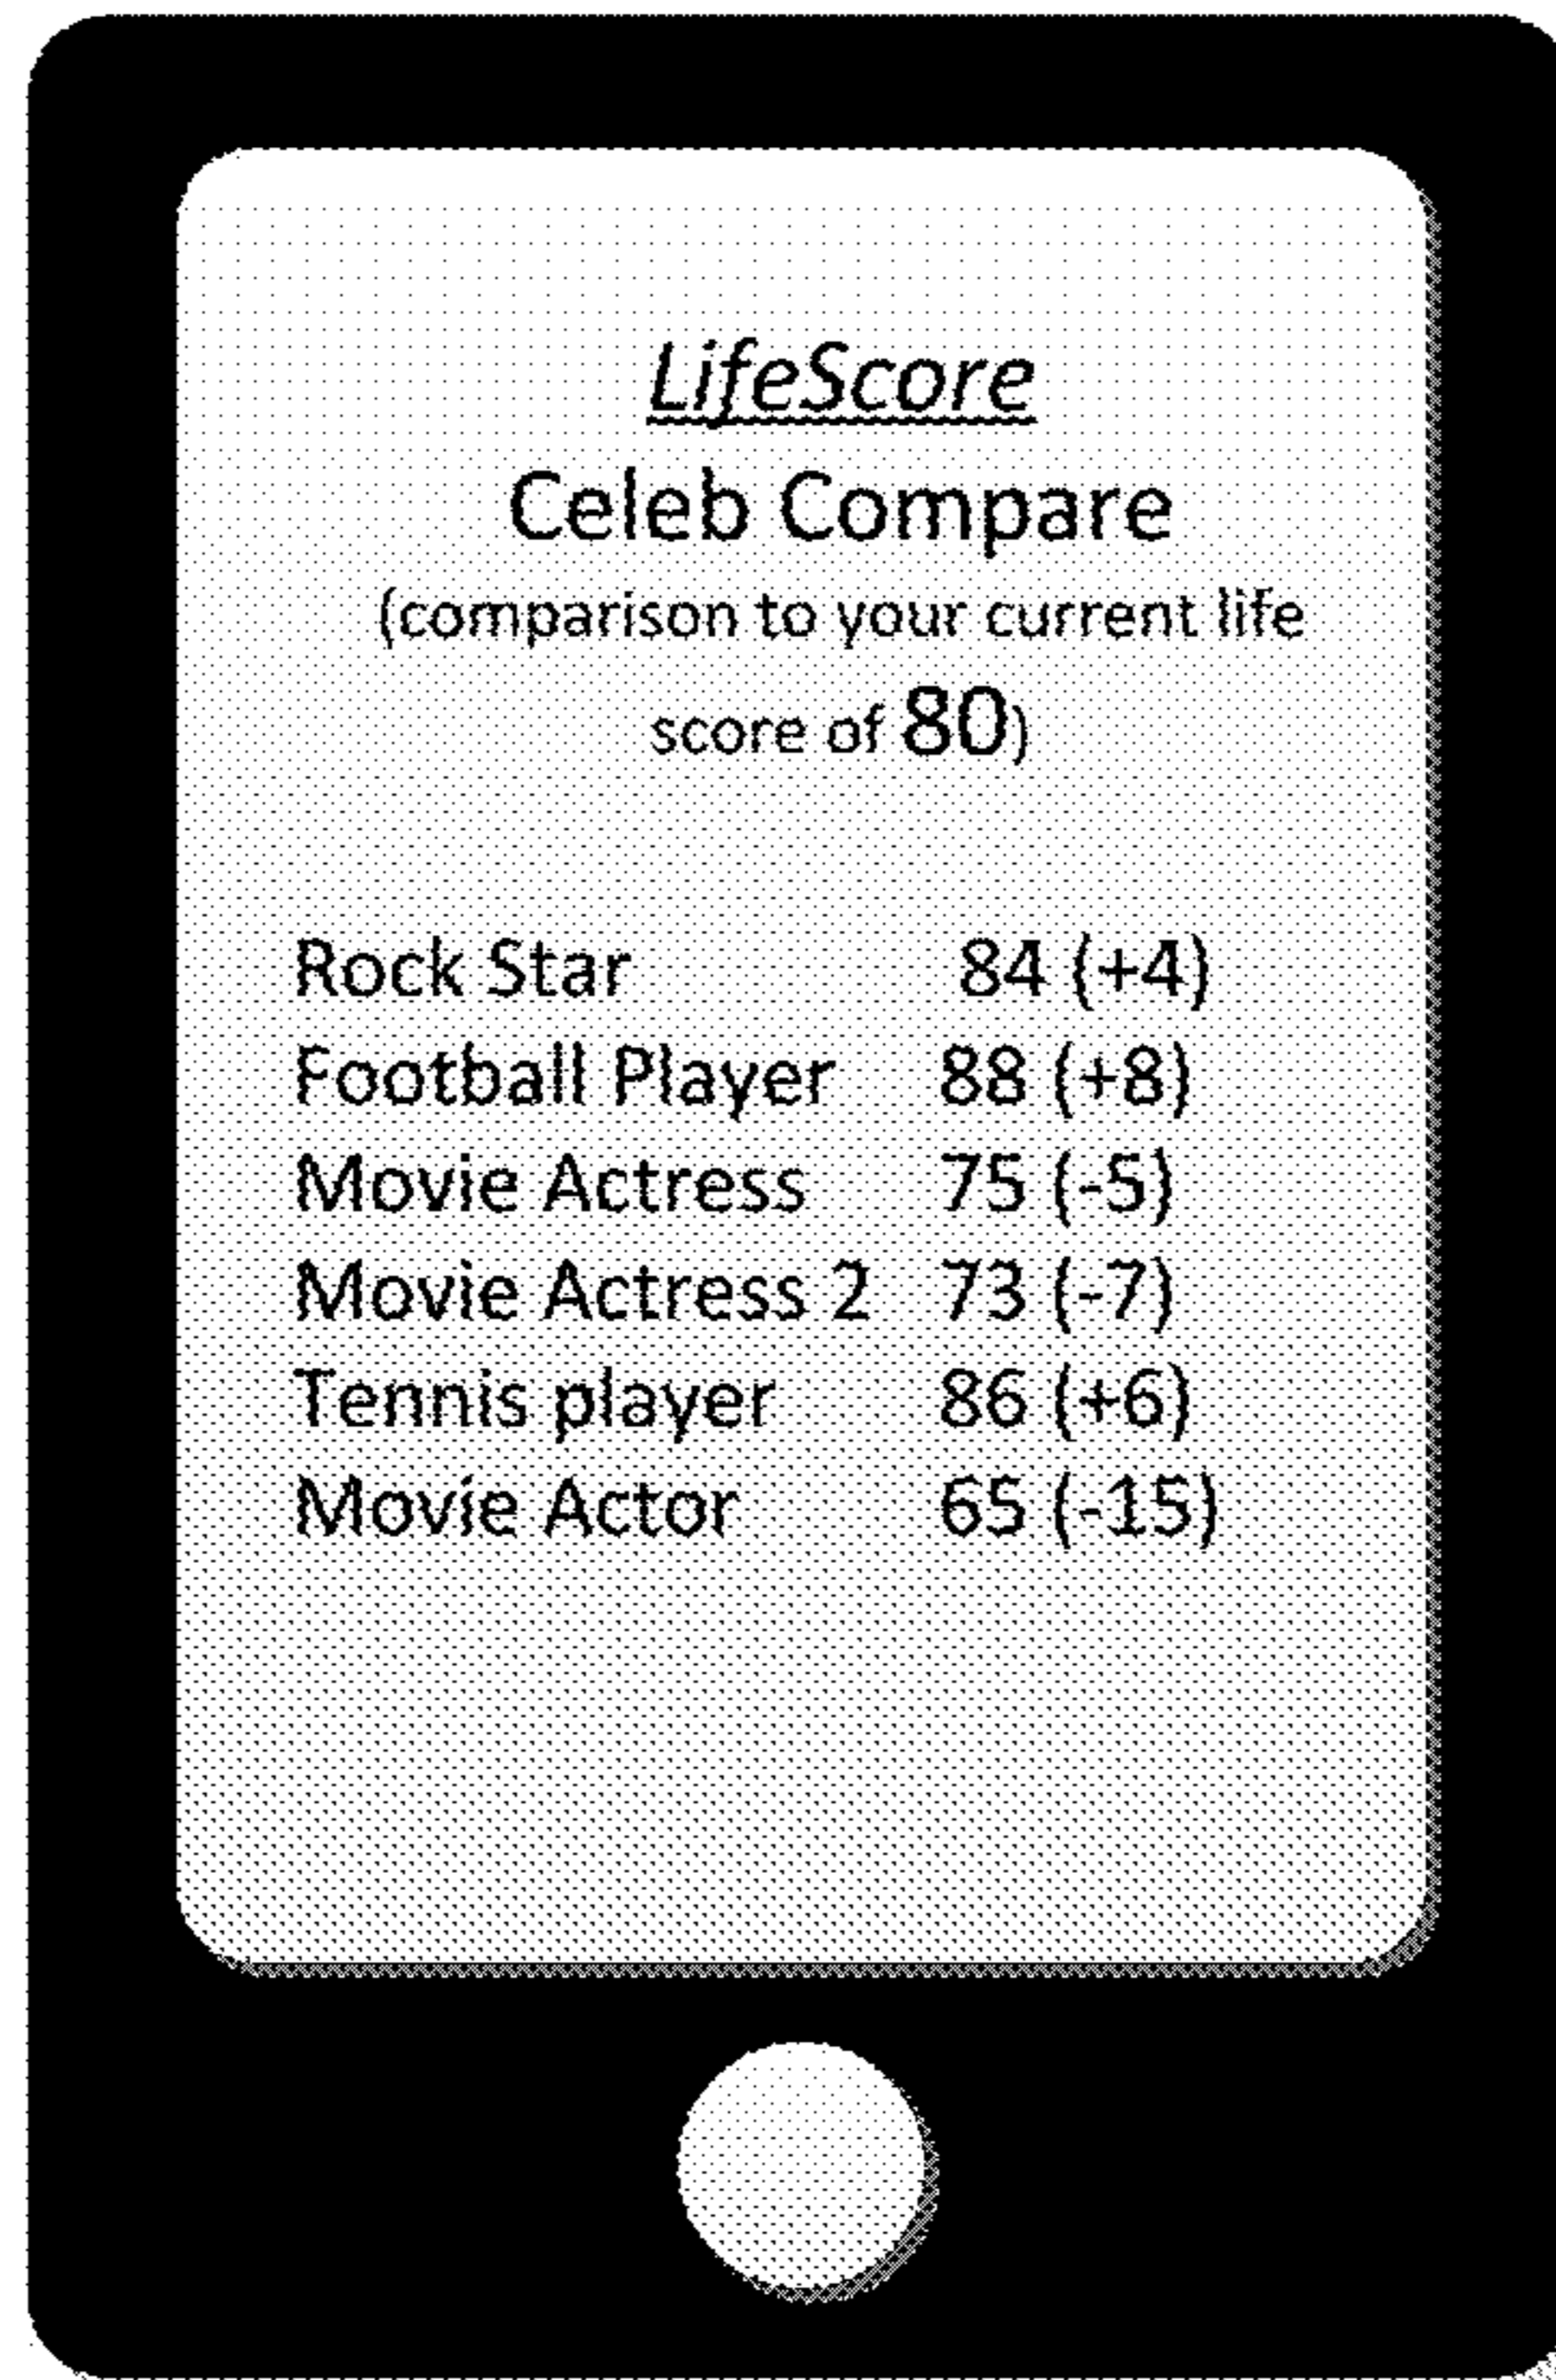 LifeScore
Celeb Compare
(comparison to your current life
score of 80)
Rock Star 84 (+4)
Football Player 88 (+8)
Movie Actress 75 (-5)
Movie Actress 2 73 (-7)
Tennis player 86 (+6)
Movie Actor 65 (-15)